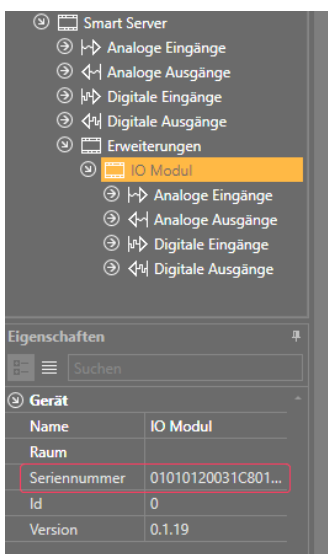 Smart Server
Analoge Eingänge
Analoge Ausgänge
Digitale Eingänge
Digitale Ausgänge
Erweiterungen
IO Modul
Analoge Eingänge
Analoge Ausgänge
Digitale Eingänge
Digitale Ausgänge
Eigenschaften
Suchen
Gerät
Name IO Modul
Raum
Seriennummer 01010120031C801...
Id 0
Version 0.1.19